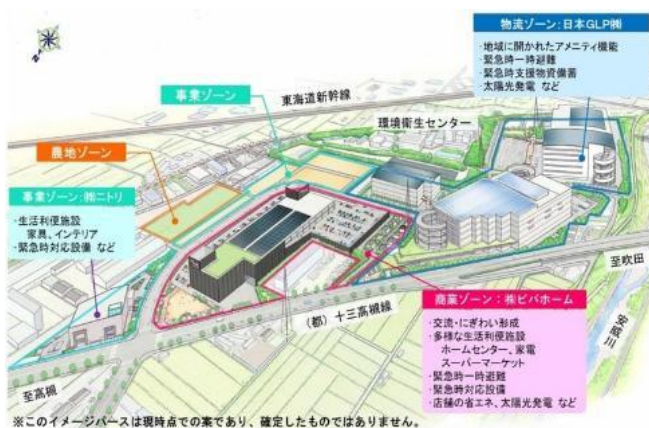 物流ゾーン:日本GLP㈱
・地域に開かれたアメニティ機能
・緊急時一時避難
・緊急時支援物資備蓄
・太陽光発電 など
事業ゾーン
東海道新幹線
環境衛生センター
農地ゾーン
事業ゾーン:㈱ニトリ
・生活利便施設
家具、インテリア
・緊急時対応設備 など
至吹田
安威川
(都)十三高槻線
商業ゾーン:㈱ビバホーム
・交流・にぎわい形成
・多様な生活利便施設
ホームセンター、家電
スーパーマーケット
・緊急時一時避難
・緊急時対応設備
・店舗の省エネ、太陽光発電 など
至高槻
※このイメージパースは現時点での案であり、確定したものではありません。